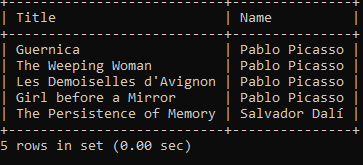 +-------------------------+---------------+
| Title                   | Name          |
+-------------------------+---------------+
| Guernica                | Pablo Picasso |
| The Weeping Woman       | Pablo Picasso |
| Les Demoiselles d'Avignon | Pablo Picasso |
| Girl before a Mirror    | Pablo Picasso |
| The Persistence of Memory | Salvador Dalí |
+-------------------------+---------------+
5 rows in set (0.00 sec)